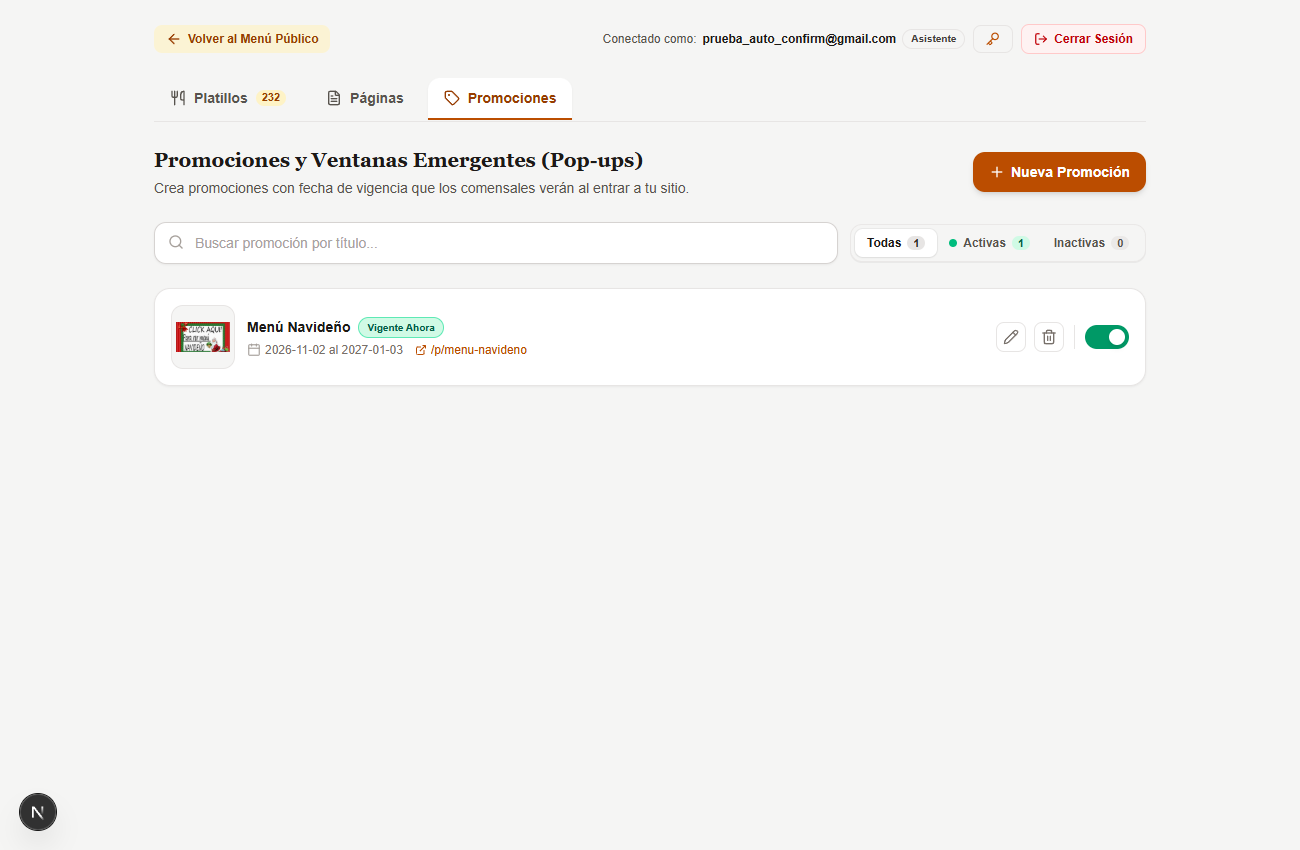 Volver al Menú Público
Conectado como: prueba_auto_confirm@gmail.com Asistente
Cerrar Sesión
Platillos 232
Páginas
Promociones
Promociones y Ventanas Emergentes (Pop-ups)
Crea promociones con fecha de vigencia que los comensales verán al entrar a tu sitio.
Nueva Promoción
Buscar promoción por título...
Todas 1
Activas 1
Inactivas 0
CLICK AQUI
Menú Navideño Vigente Ahora
2026-11-02 al 2027-01-03 /p/menu-navideno
N